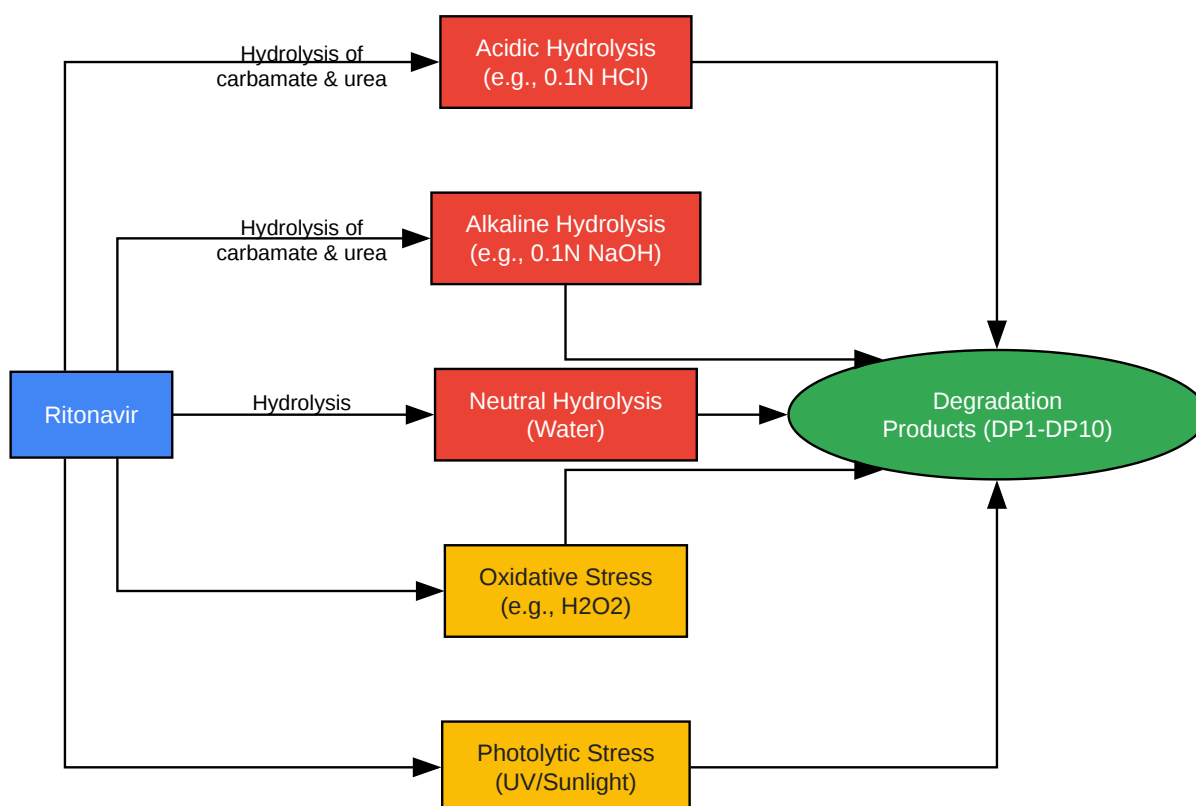 Hydrolysis of
carbamate & urea
Acidic Hydrolysis
(e.g., 0.1N HCl)
Hydrolysis of
carbamate & urea
Alkaline Hydrolysis
(e.g., 0.1N NaOH)
Ritonavir
Hydrolysis
Neutral Hydrolysis
(Water)
Degradation
Products (DP1-DP10)
Oxidative Stress
(e.g., H2O2)
Photolytic Stress
(UV/Sunlight)